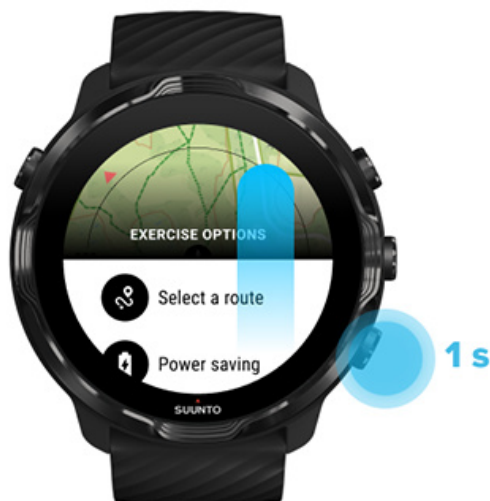 EXERCISE OPTIONS
Select a route
Power saving
SUUNTO
1 s